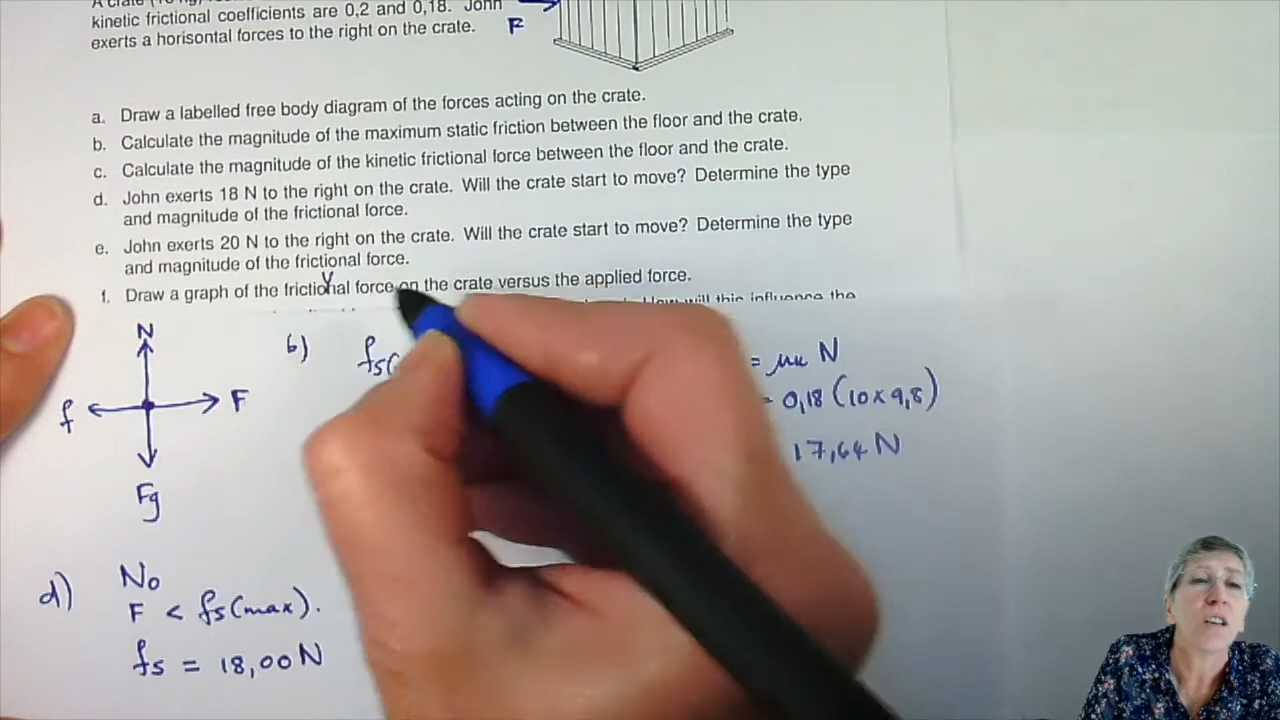 kinetic frictional coefficients are 0,2 and 0,18. John
exerts a horisontal forces to the right on the crate.
F
a. Draw a labelled free body diagram of the forces acting on the crate.
b. Calculate the magnitude of the maximum static friction between the floor and the crate.
c. Calculate the magnitude of the kinetic frictional force between the floor and the crate.
d. John exerts 18 N to the right on the crate. Will the crate start to move? Determine the type
and magnitude of the frictional force.
e. John exerts 20 N to the right on the crate. Will the crate start to move? Determine the type
and magnitude of the frictional force.
f. Draw a graph of the frictional force on the crate versus the applied force.
will this influence the
y
N
f
F
Fg
b) fs(
= μk N
= 0,18 (10×9,8)
17,64 N
d) No
F < fs(max).
fs = 18,00 N